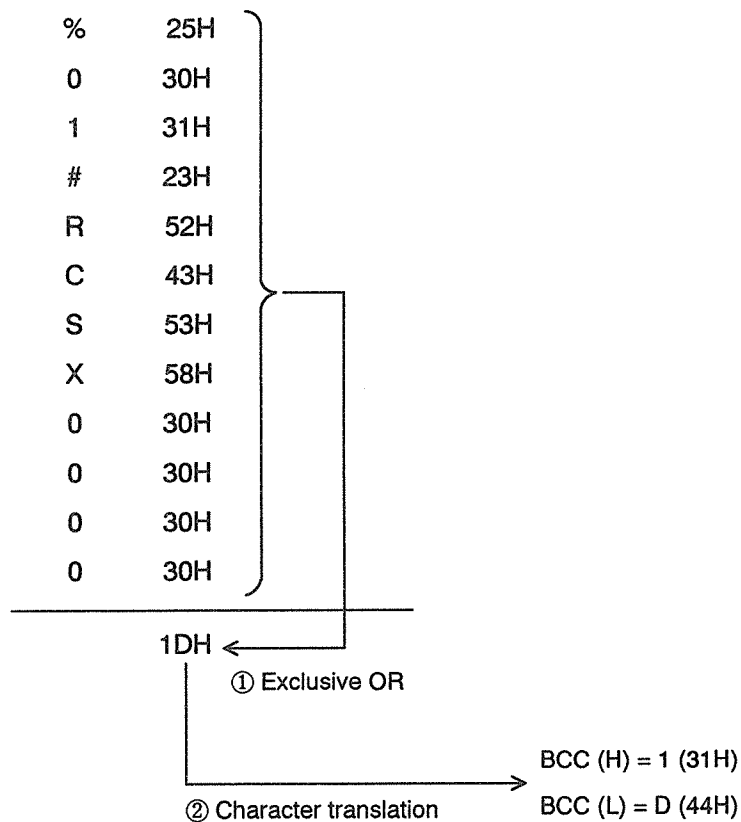 % 25H
0 30H
1 31H
# 23H
R 52H
C 43H
S 53H
X 58H
0 30H
0 30H
0 30H
0 30H
1DH
① Exclusive OR
BCC (H) = 1 (31H)
② Character translation
BCC (L) = D (44H)